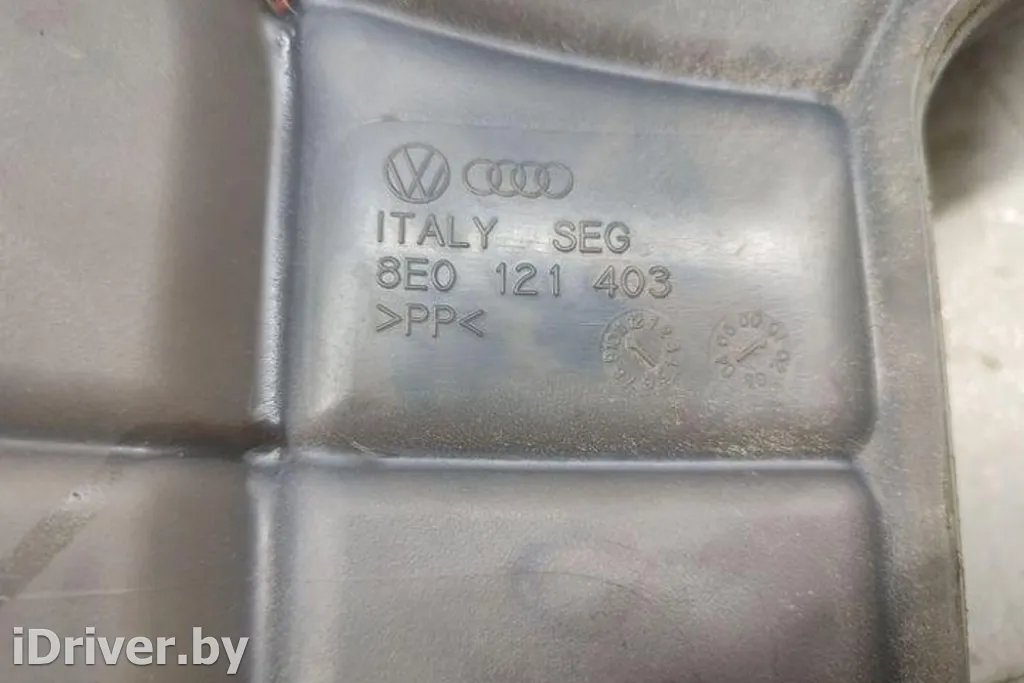 ITALY SEG
8E0 121 403
>PP<
iDriver.by